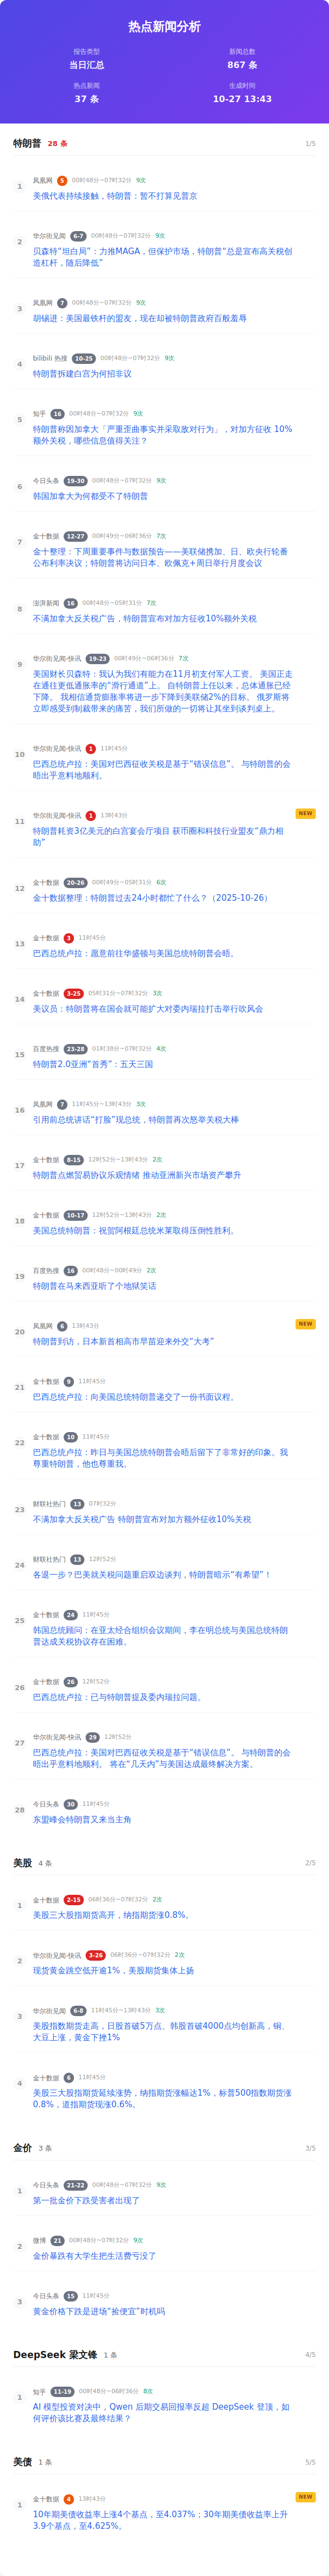 热点新闻分析
报告类型
当日汇总
新闻总数
867 条
热点新闻
37 条
生成时间
10-27 13:43
特朗普 28 条 1/5
1
凤凰网 5 00时48分~07时32分 9次
美俄代表持续接触，特朗普：暂不打算见普京
2
华尔街见闻 6-7 00时48分~07时32分 9次
贝森特“坦白局”：力推MAGA，但保护市场，特朗普“总是宣布高关税创
造杠杆，随后降低”
3
凤凰网 7 00时48分~07时32分 9次
胡锡进：美国最铁杆的盟友，现在却被特朗普政府百般羞辱
4
bilibili 热搜 10-25 00时48分~07时32分 9次
特朗普拆建白宫为何招非议
5
知乎 16 00时48分~07时32分 9次
特朗普称因加拿大「严重歪曲事实并采取敌对行为」，对加方征收 10%
额外关税，哪些信息值得关注？
6
今日头条 19-30 00时48分~07时32分 9次
韩国加拿大为何都受不了特朗普
7
金十数据 12-27 00时49分~06时36分 7次
金十整理：下周重要事件与数据预告——美联储携加、日、欧央行轮番
公布利率决议；特朗普将访问日本、欧佩克+周日举行月度会议
8
澎湃新闻 16 00时48分~05时31分 7次
不满加拿大反关税广告，特朗普宣布对加方征收10%额外关税
9
华尔街见闻-快讯 19-23 00时49分~06时36分 7次
美国财长贝森特：我认为我们有能力在11月初支付军人工资。 美国正走
在通往更低通胀率的“滑行通道”上。 自特朗普上任以来，总体通胀已经
下降。 我相信通货膨胀率将进一步下降到美联储2%的目标。 俄罗斯将
立即感受到制裁带来的痛苦，我们所做的一切将让其坐到谈判桌上。
10
华尔街见闻-快讯 1 11时45分
巴西总统卢拉：美国对巴西征收关税是基于“错误信息”。 与特朗普的会
晤出乎意料地顺利。
11
华尔街见闻-快讯 1 13时43分
NEW
特朗普耗资3亿美元的白宫宴会厅项目 获币圈和科技行业盟友“鼎力相
助”
12
金十数据 20-26 00时49分~05时31分 6次
金十数据整理：特朗普过去24小时都忙了什么？（2025-10-26）
13
金十数据 3 11时45分
巴西总统卢拉：愿意前往华盛顿与美国总统特朗普会晤。
14
金十数据 3-25 05时31分~07时32分 3次
美议员：特朗普将在国会就可能扩大对委内瑞拉打击举行吹风会
15
百度热搜 23-28 01时38分~07时32分 4次
特朗普2.0亚洲“首秀”：五天三国
16
凤凰网 7 11时45分~13时43分 3次
引用前总统讲话“打脸”现总统，特朗普再次怒举关税大棒
17
金十数据 8-15 12时52分~13时43分 2次
特朗普点燃贸易协议乐观情绪 推动亚洲新兴市场资产攀升
18
金十数据 10-17 12时52分~13时43分 2次
美国总统特朗普：祝贺阿根廷总统米莱取得压倒性胜利。
19
百度热搜 16 00时48分~00时49分 2次
特朗普在马来西亚听了个地狱笑话
20
凤凰网 6 13时43分
NEW
特朗普到访，日本新首相高市早苗迎来外交“大考”
21
金十数据 9 11时45分
巴西总统卢拉：向美国总统特朗普递交了一份书面议程。
22
金十数据 10 11时45分
巴西总统卢拉：昨日与美国总统特朗普会晤后留下了非常好的印象。我
尊重特朗普，他也尊重我。
23
财联社热门 13 07时32分
不满加拿大反关税广告 特朗普宣布对加方额外征收10%关税
24
财联社热门 13 12时52分
各退一步？巴美就关税问题重启双边谈判，特朗普暗示“有希望”！
25
金十数据 24 11时45分
韩国总统顾问：在亚太经合组织会议期间，李在明总统与美国总统特朗
普达成关税协议存在困难。
26
金十数据 26 12时52分
巴西总统卢拉：已与特朗普提及委内瑞拉问题。
27
华尔街见闻-快讯 29 12时52分
巴西总统卢拉：美国对巴西征收关税是基于“错误信息”。 与特朗普的会
晤出乎意料地顺利。 将在“几天内”与美国达成最终解决方案。
28
今日头条 30 11时45分
东盟峰会特朗普又来当主角
美股 4 条 2/5
1
金十数据 2-15 06时36分~07时32分 2次
美股三大股指期货高开，纳指期货涨0.8%。
2
华尔街见闻-快讯 3-26 06时36分~07时32分 2次
现货黄金跳空低开逾1%，美股期货集体上扬
3
华尔街见闻 6-8 11时45分~13时43分 3次
美股指数期货走高，日股首破5万点、韩股首破4000点均创新高，铜、
大豆上涨，黄金下挫1%
4
金十数据 6 11时45分
美股三大股指期货延续涨势，纳指期货涨幅达1%，标普500指数期货涨
0.8%，道指期货现涨0.6%。
金价 3 条 3/5
1
今日头条 21-22 00时48分~07时32分 9次
第一批金价下跌受害者出现了
2
微博 21 00时48分~07时32分 9次
金价暴跌有大学生把生活费亏没了
3
今日头条 15 11时45分
黄金价格下跌是进场“捡便宜”时机吗
DeepSeek 梁文锋 1 条 4/5
1
知乎 11-19 00时48分~06时36分 8次
AI 模型投资对决中，Qwen 后期交易回报率反超 DeepSeek 登顶，如
何评价该比赛及最终结果？
美债 1 条 5/5
1
金十数据 4 13时43分
NEW
10年期美债收益率上涨4个基点，至4.037%；30年期美债收益率上升
3.9个基点，至4.625%。